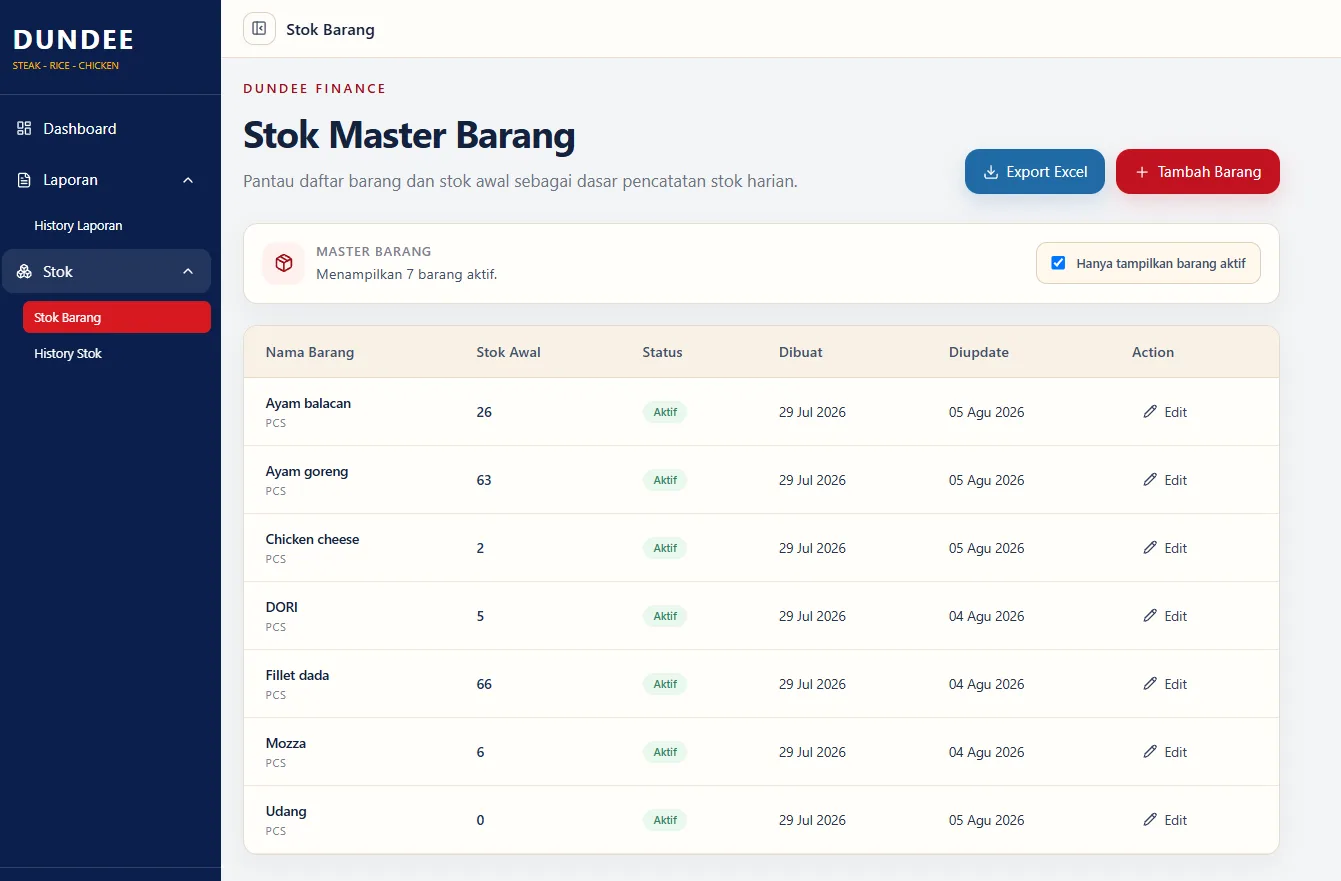 DUNDEE
STEAK - RICE - CHICKEN
Dashboard
Laporan
History Laporan
Stok
Stok Barang
History Stok
Stok Barang
DUNDEE FINANCE
Stok Master Barang
Pantau daftar barang dan stok awal sebagai dasar pencatatan stok harian.
Export Excel
Tambah Barang
MASTER BARANG
Menampilkan 7 barang aktif.
Hanya tampilkan barang aktif
Nama Barang Stok Awal Status Dibuat Diupdate Action
Ayam balacan
PCS
26 Aktif 29 Jul 2026 05 Agu 2026 Edit
Ayam goreng
PCS
63 Aktif 29 Jul 2026 05 Agu 2026 Edit
Chicken cheese
PCS
2 Aktif 29 Jul 2026 05 Agu 2026 Edit
DORI
PCS
5 Aktif 29 Jul 2026 04 Agu 2026 Edit
Fillet dada
PCS
66 Aktif 29 Jul 2026 04 Agu 2026 Edit
Mozza
PCS
6 Aktif 29 Jul 2026 04 Agu 2026 Edit
Udang
PCS
0 Aktif 29 Jul 2026 05 Agu 2026 Edit